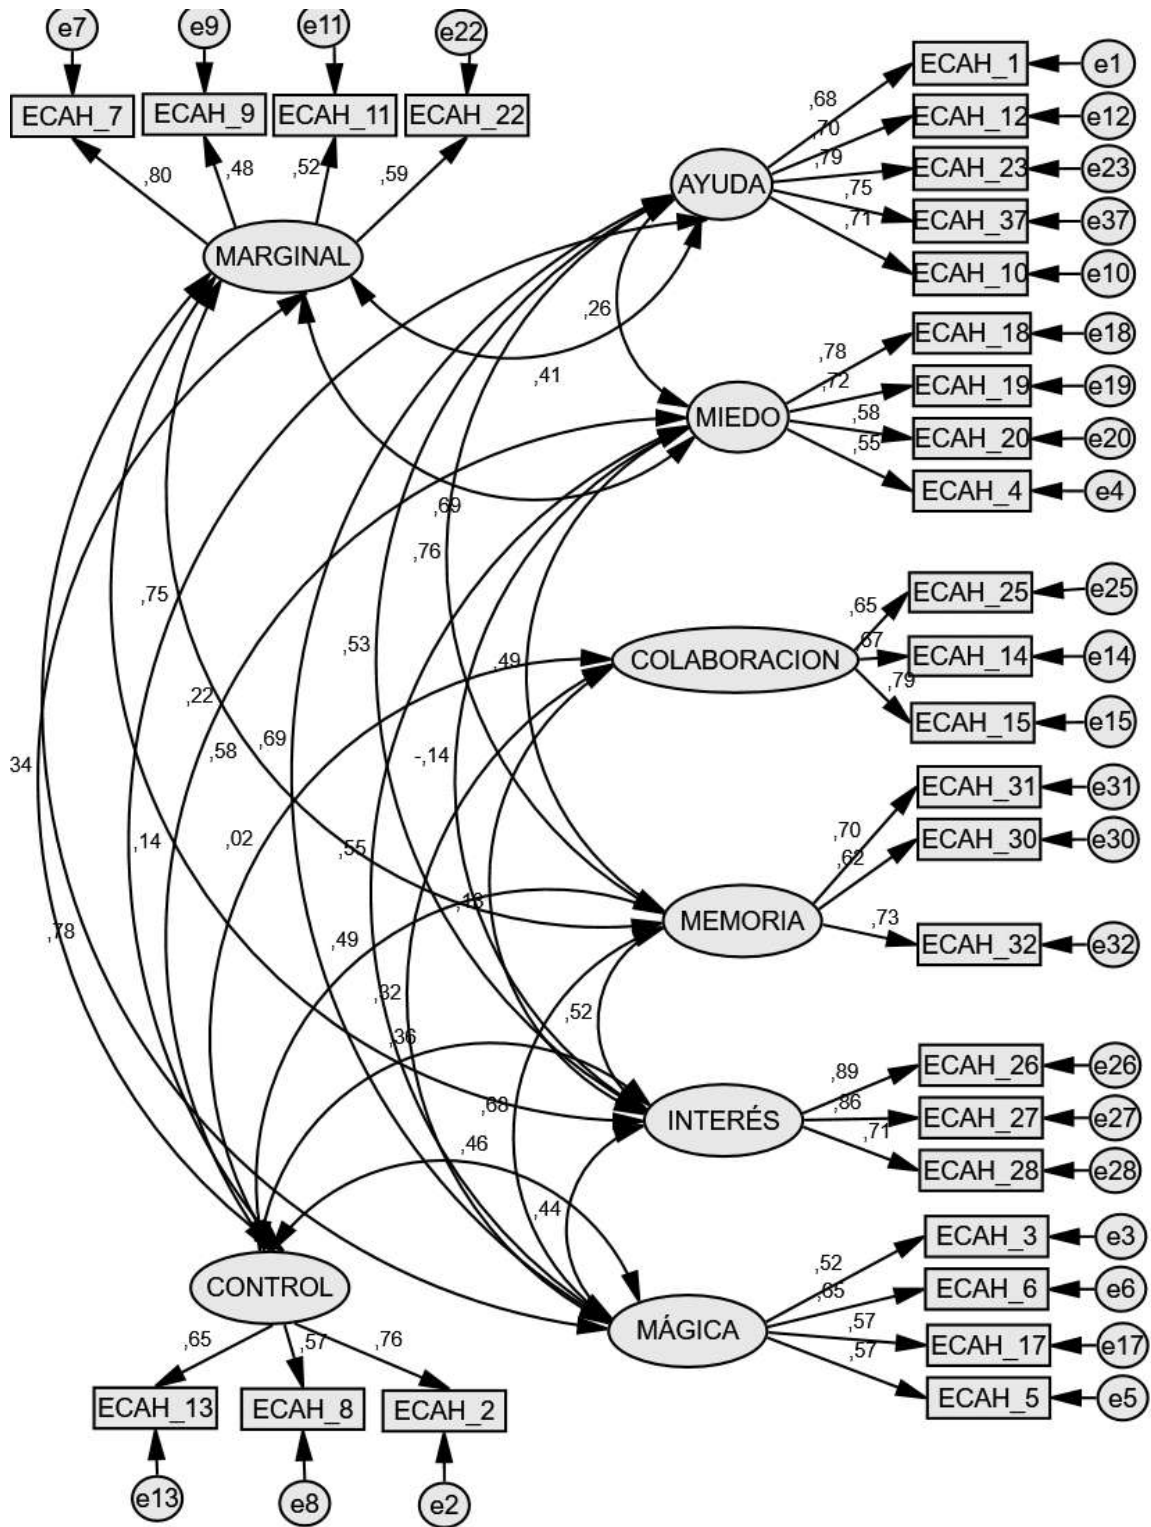 e7
e9
e11
e22
ECAH_7
ECAH_9
ECAH_11
ECAH_22
,80
,48
,52
,59
MARGINAL
AYUDA
,68
ECAH_1
e1
,70
ECAH_12
e12
,79
ECAH_23
e23
,75
ECAH_37
e37
,71
ECAH_10
e10
,26
,41
MIEDO
,78
ECAH_18
e18
,72
ECAH_19
e19
,58
ECAH_20
e20
,55
ECAH_4
e4
,69
,76
,75
,53
,49
COLABORACION
,65
ECAH_25
e25
,67
ECAH_14
e14
,79
ECAH_15
e15
,22
,58
,69
-,14
34
,14
,02
,55
MEMORIA
,70
ECAH_31
e31
,62
ECAH_30
e30
,73
ECAH_32
e32
,78
,49
,32
,52
,36
,68
,46
INTERÉS
,89
ECAH_26
e26
,86
ECAH_27
e27
,71
ECAH_28
e28
,44
CONTROL
MÁGICA
,52
ECAH_3
e3
,65
ECAH_6
e6
,57
ECAH_17
e17
,57
ECAH_5
e5
,65
,57
,76
ECAH_13
ECAH_8
ECAH_2
e13
e8
e2